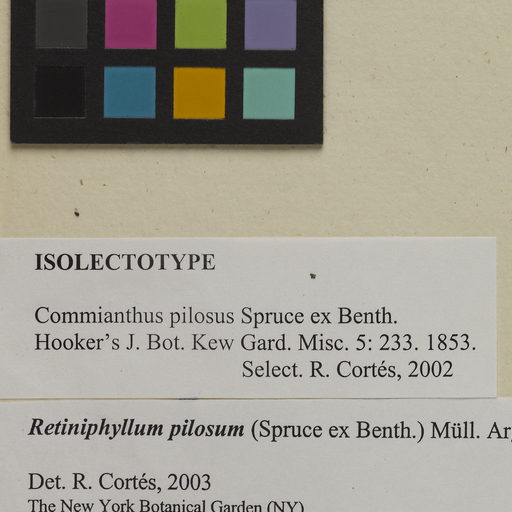 ISOLECTOTYPE
Commianthus pilosus Spruce ex Benth.
Hooker's J. Bot. Kew Gard. Misc. 5: 233. 1853.
Select. R. Cortés, 2002
Retiniphyllum pilosum (Spruce ex Benth.) Müll.
Det. R. Cortés, 2003
The New York Botanical Garden (NY)